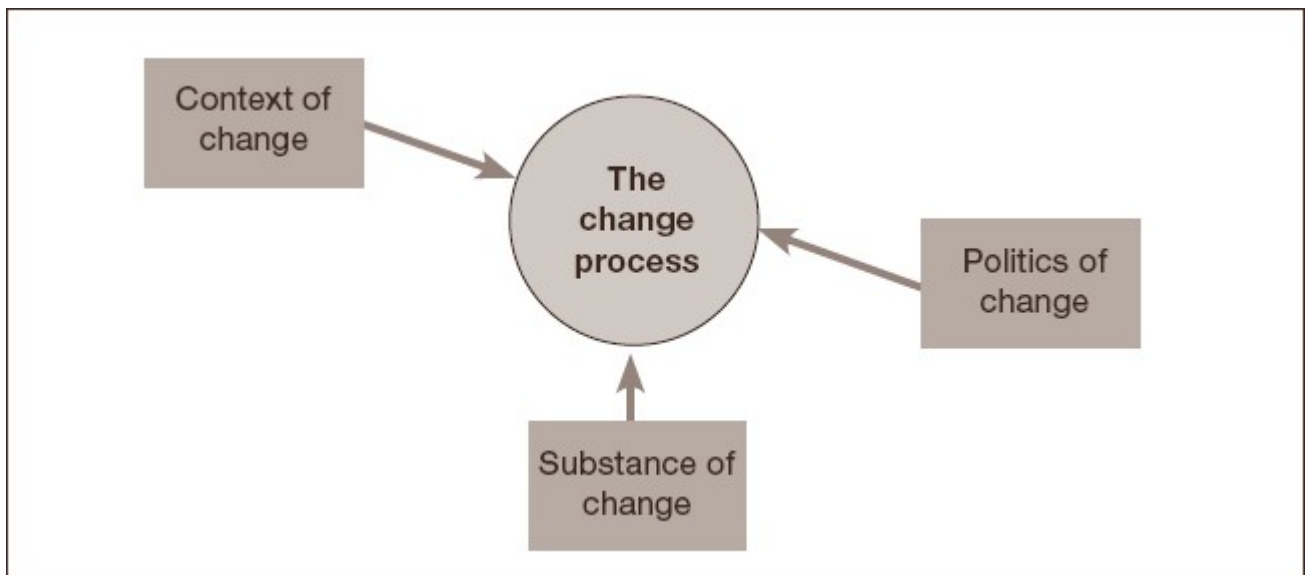 Context of
change
The
change
process
Politics of
change
Substance of
change